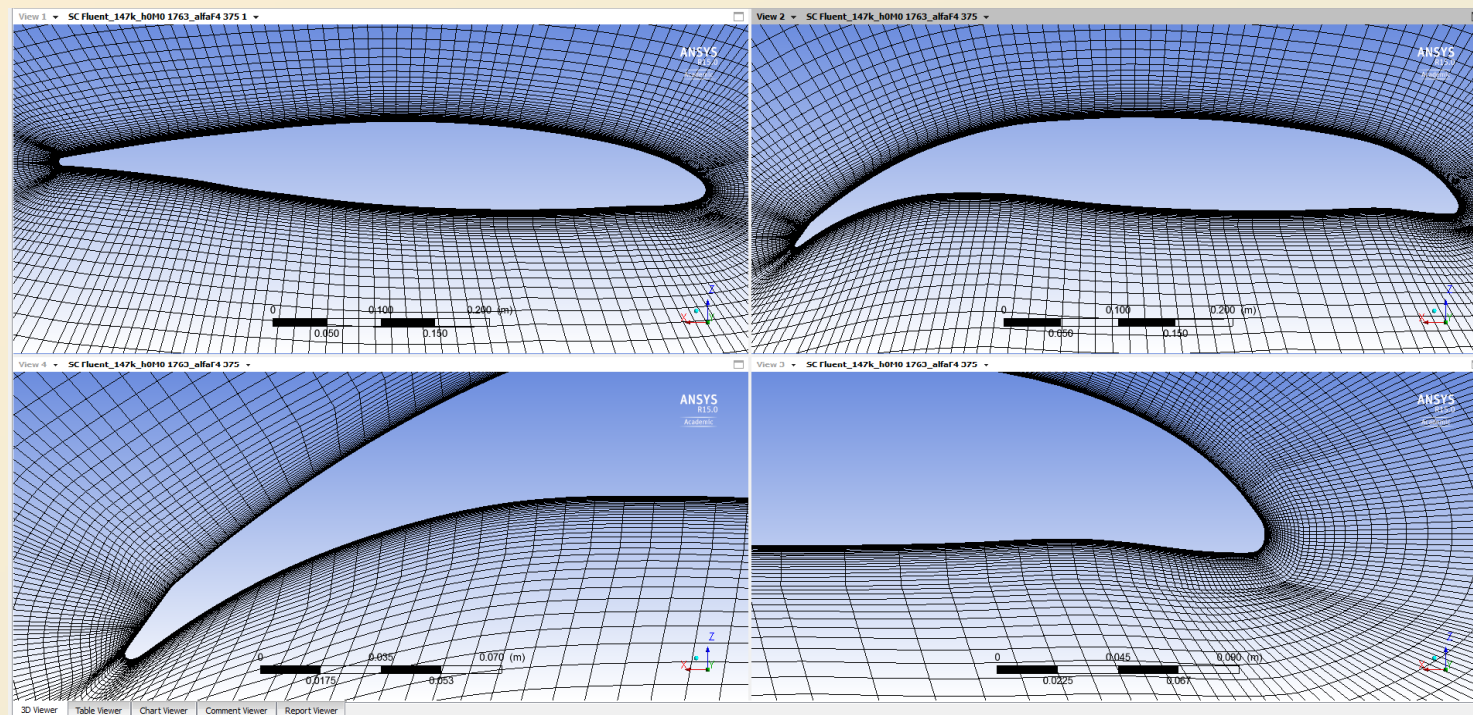 View 1 SC Fluent_147k_h0M0 1763_alfaF4 375 1
ANSYS
R15.0
Academic
0 0.100 0.200 (m)
0.050 0.150
Z
X Y
View 2 SC Fluent_147k_h0M0 1763_alfaF4 375
ANSYS
R15.0
Academic
0 0.100 0.200 (m)
0.050 0.150
Z
X Y
View 4 SC Fluent_147k_h0M0 1763_alfaF4 375
ANSYS
R15.0
Academic
0 0.035 0.070 (m)
0.0175 0.053
Z
X Y
View 3 SC Fluent_147k_h0M0 1763_alfaF4 375
ANSYS
R15.0
Academic
0 0.045 0.090 (m)
0.0225 0.067
Z
X Y
3D Viewer Table Viewer Chart Viewer Comment Viewer Report Viewer